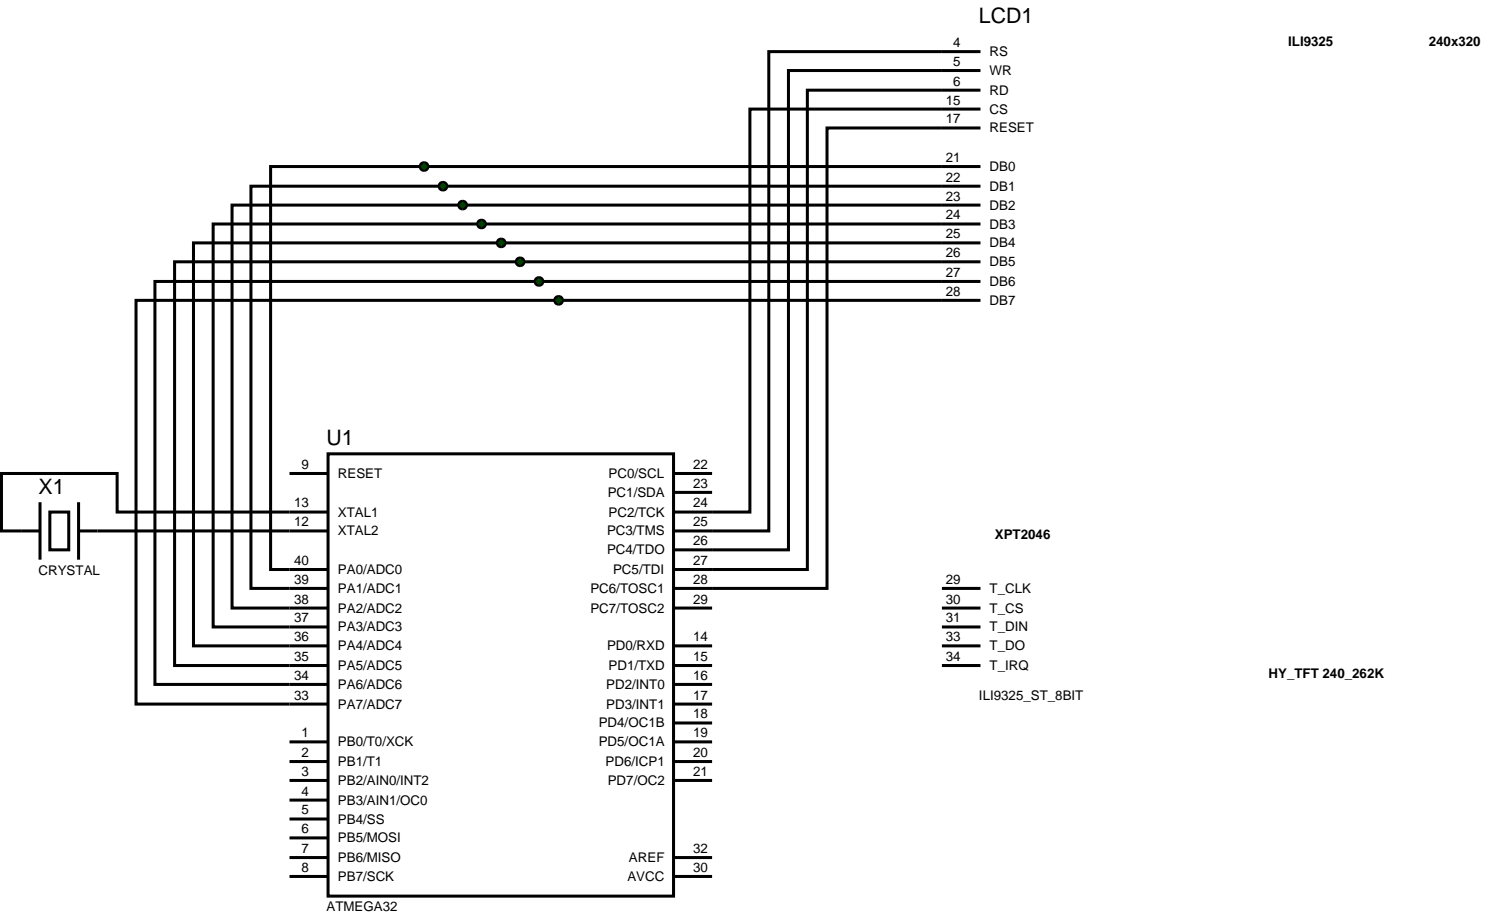 LCD1
ILI9325 240x320
4 RS
5 WR
6 RD
15 CS
17 RESET
21 DB0
22 DB1
23 DB2
24 DB3
25 DB4
26 DB5
27 DB6
28 DB7
U1
9 RESET
13 XTAL1
12 XTAL2
40 PA0/ADC0
39 PA1/ADC1
38 PA2/ADC2
37 PA3/ADC3
36 PA4/ADC4
35 PA5/ADC5
34 PA6/ADC6
33 PA7/ADC7
1 PB0/T0/XCK
2 PB1/T1
3 PB2/AIN0/INT2
4 PB3/AIN1/OC0
5 PB4/SS
6 PB5/MOSI
7 PB6/MISO
8 PB7/SCK
PC0/SCL 22
PC1/SDA 23
PC2/TCK 24
PC3/TMS 25
PC4/TDO 26
PC5/TDI 27
PC6/TOSC1 28
PC7/TOSC2 29
PD0/RXD 14
PD1/TXD 15
PD2/INT0 16
PD3/INT1 17
PD4/OC1B 18
PD5/OC1A 19
PD6/ICP1 20
PD7/OC2 21
AREF 32
AVCC 30
ATMEGA32
X1
CRYSTAL
XPT2046
29 T_CLK
30 T_CS
31 T_DIN
33 T_DO
34 T_IRQ
ILI9325_ST_8BIT
HY_TFT 240_262K